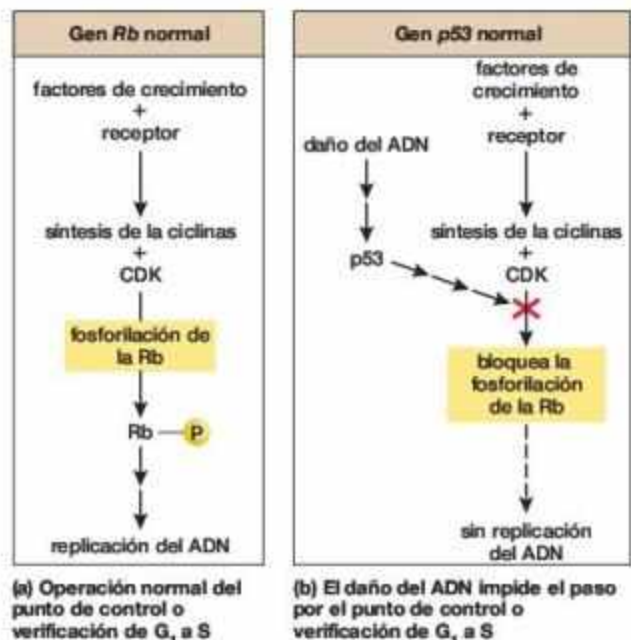 Gen Rb normal
factores de crecimiento
+
receptor
síntesis de la ciclinas
+
CDK
fosforilación de
la Rb
Rb
P
replicación del ADN
(a) Operación normal del
punto de control o
verificación de G₁ a S
Gen p53 normal
factores de
crecimiento
+
receptor
daño del ADN
síntesis de la ciclinas
+
CDK
p53
bloquea la
fosforilación
de la Rb
sin replicación
del ADN
(b) El daño del ADN impide el paso
por el punto de control o
verificación de G₁ a S